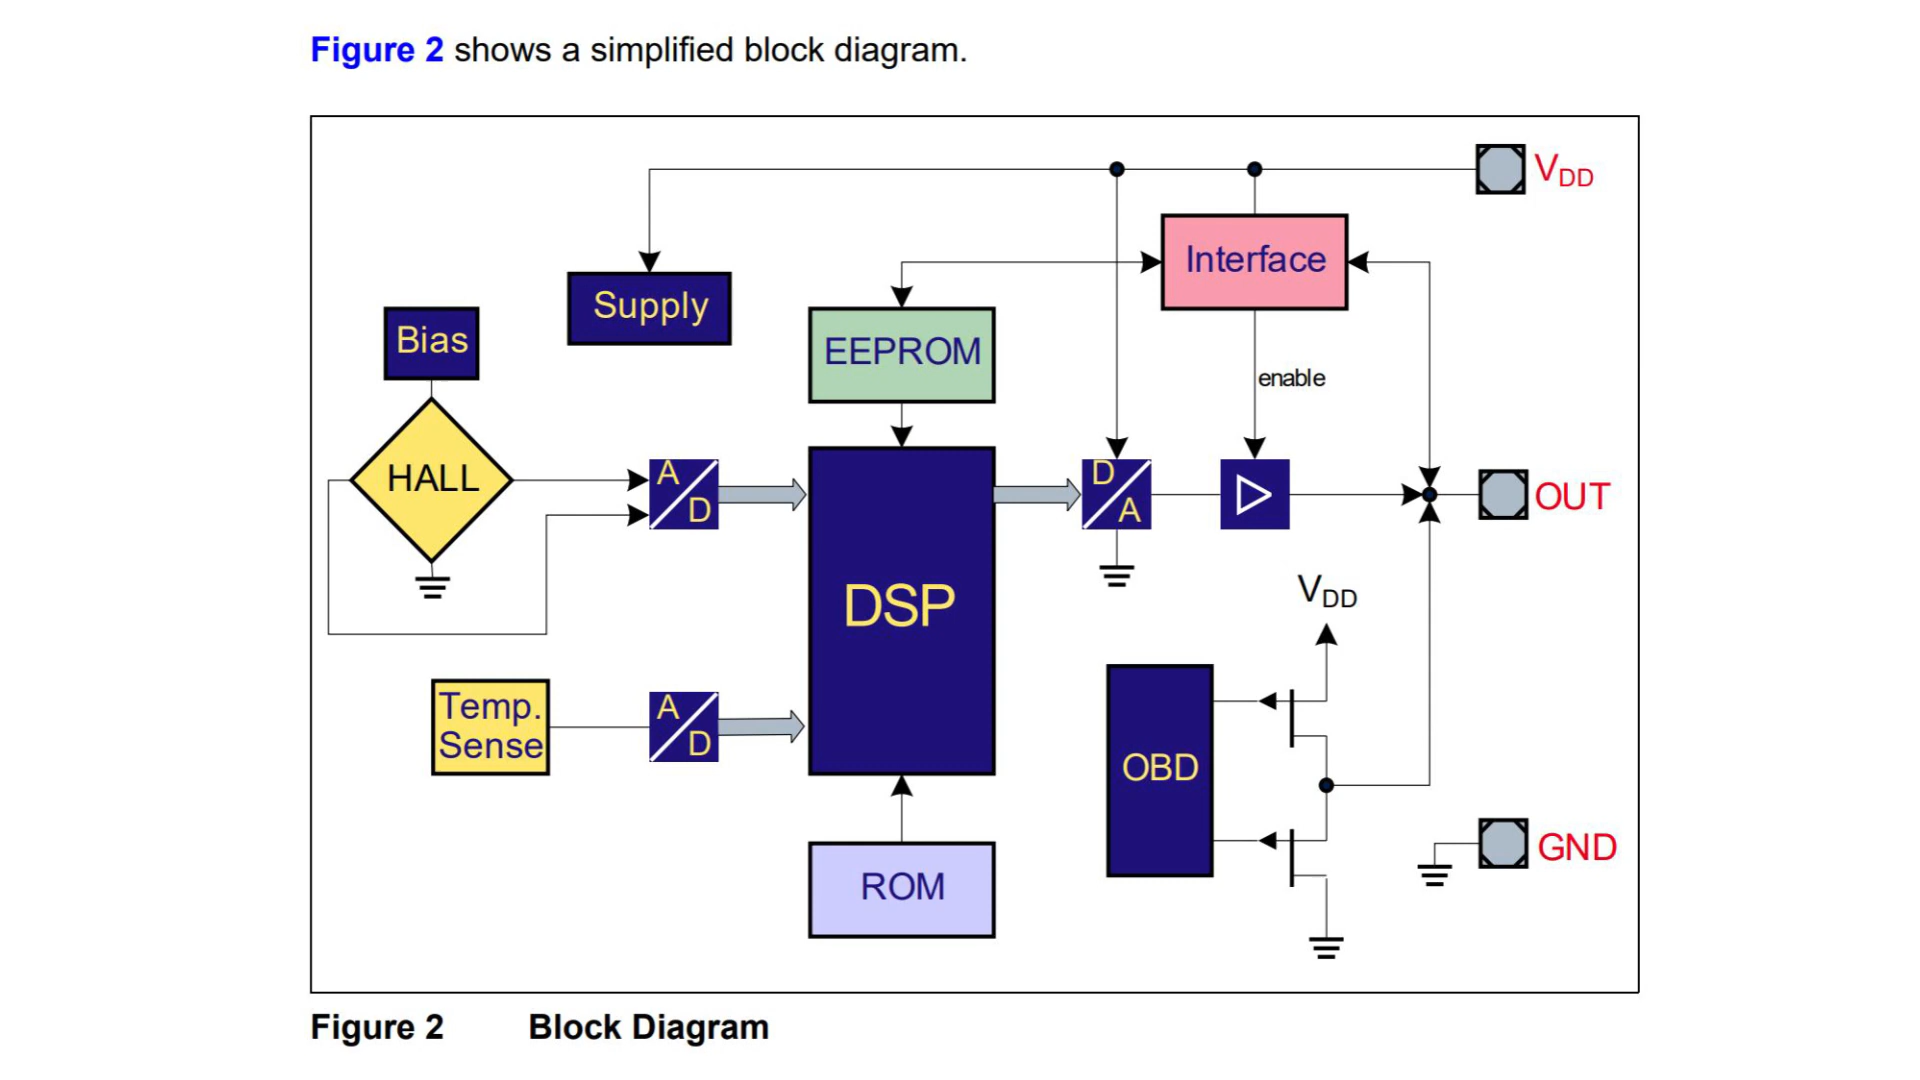 Figure 2 shows a simplified block diagram.
VDD
Interface
Supply
Bias
EEPROM
enable
HALL
A
D
D
A
OUT
DSP
VDD
Temp.
Sense
A
D
OBD
GND
ROM
Figure 2 Block Diagram